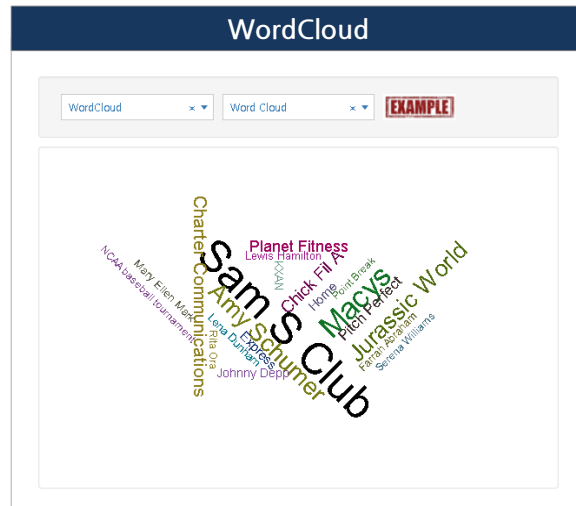 WordCloud
WordCloud
Word Cloud
EXAMPLE
Charter Communications
Planet Fitness
Lewis Hamilton
NCAA baseball tournament
Mary Ellen Mark
Sam S Club
KXAN
Chick Fil A
Home
Point Break
Macys
Pitch Perfect
Jurassic World
Amy Schumer
Lena Dunham
Express
Rita Ora
Johnny Depp
Farrah Abraham
Serena Williams